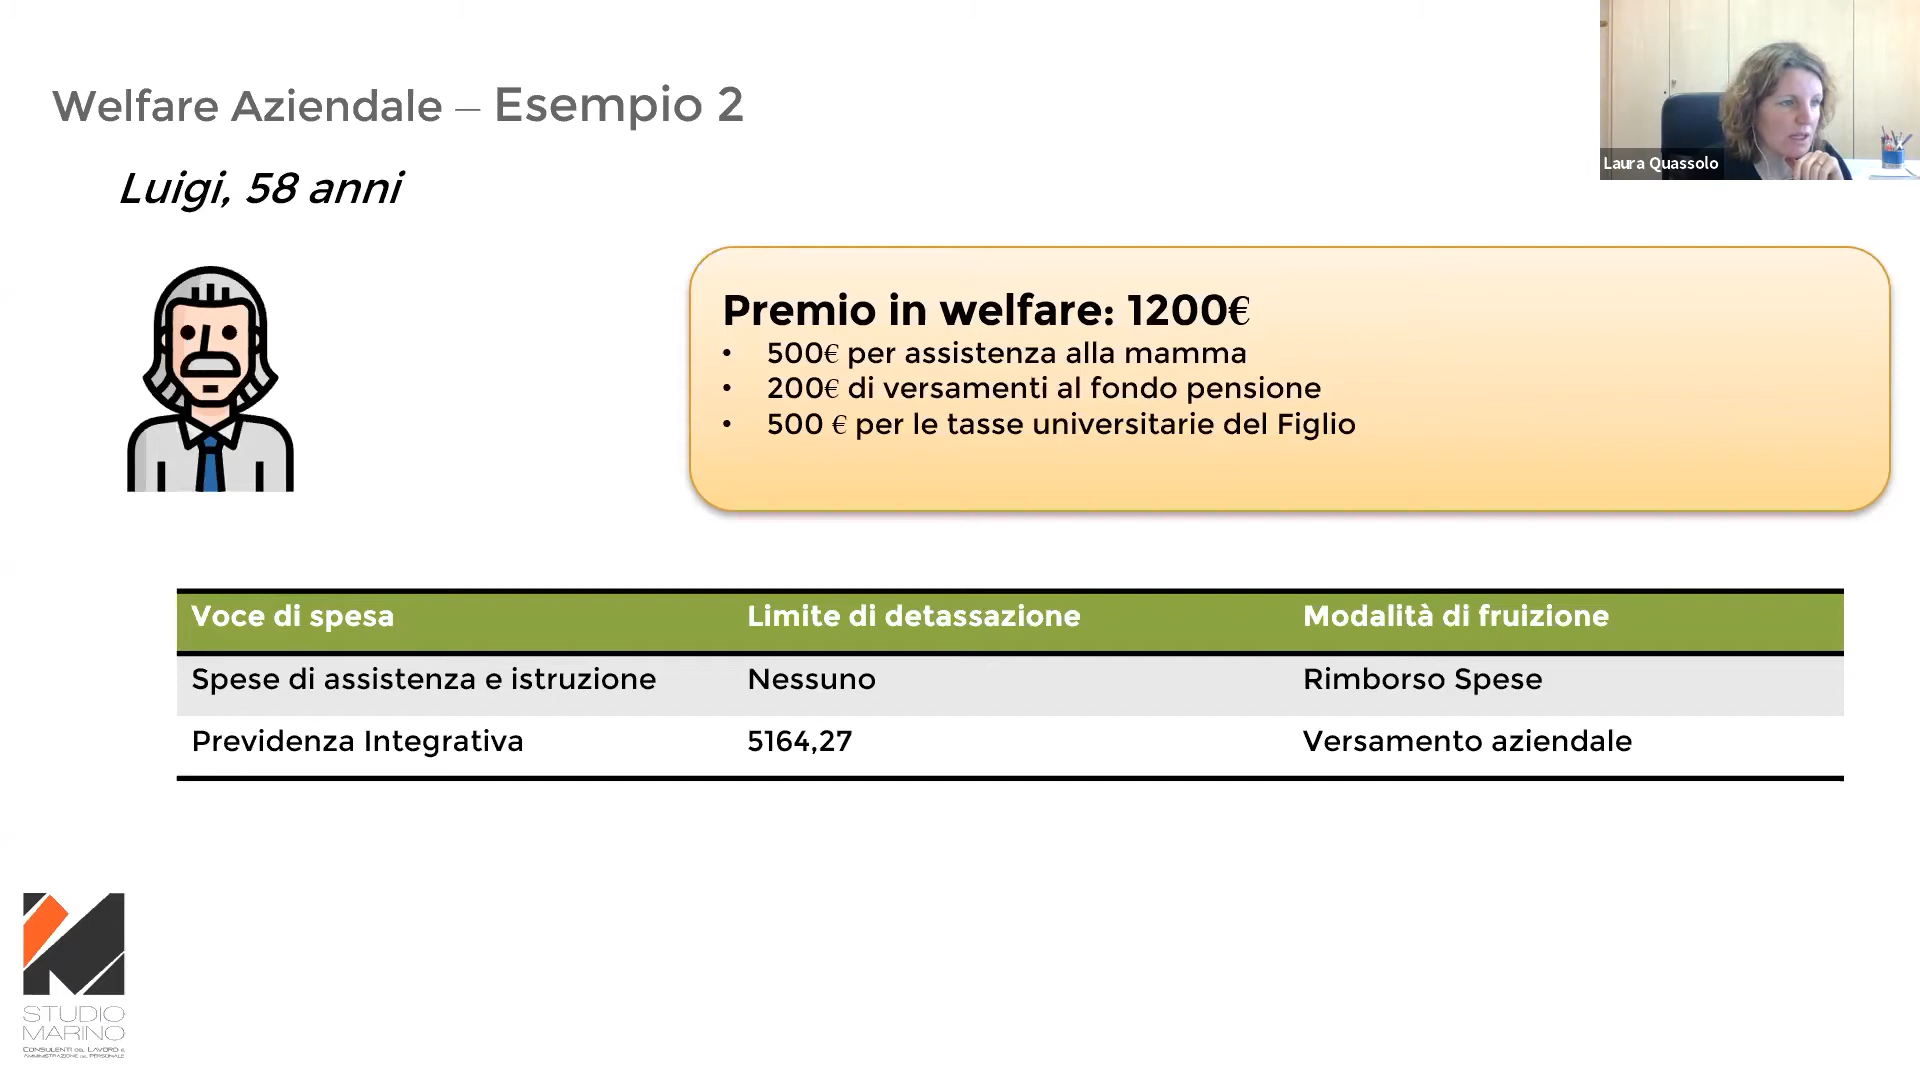 Welfare Aziendale – Esempio 2
Laura Quassolo
Luigi, 58 anni
Premio in welfare: 1200€
• 500€ per assistenza alla mamma
• 200€ di versamenti al fondo pensione
• 500 € per le tasse universitarie del Figlio
Voce di spesa Limite di detassazione Modalità di fruizione
Spese di assistenza e istruzione Nessuno Rimborso Spese
Previdenza Integrativa 5164,27 Versamento aziendale
STUDIO
MARINO
CONSULENTI DEL LAVORO E
AMMINISTRAZIONE DEL PERSONALE